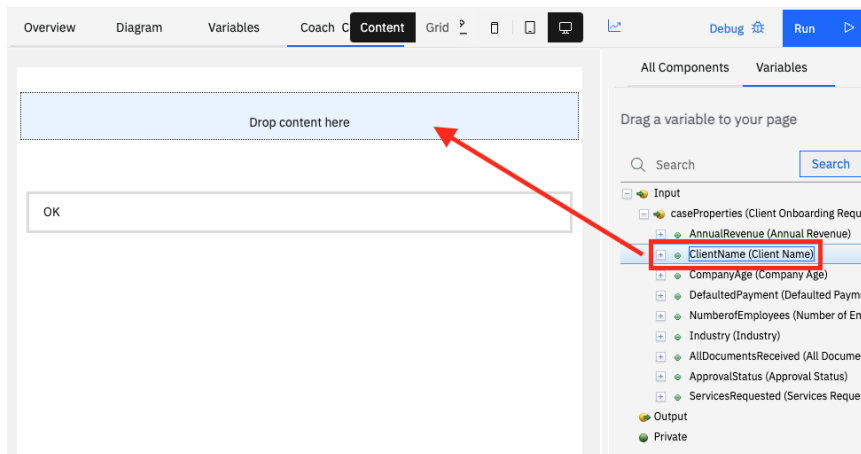 Overview Diagram Variables Coach C Content Grid Debug Run
All Components Variables
Drag a variable to your page
Drop content here
Search Search
Input
OK
caseProperties (Client Onboarding Requ
AnnualRevenue (Annual Revenue)
ClientName (Client Name)
CompanyAge (Company Age)
DefaultedPayment (Defaulted Paym
NumberofEmployees (Number of Em
Industry (Industry)
AllDocumentsReceived (All Docume
ApprovalStatus (Approval Status)
ServicesRequested (Services Reque
Output
Private